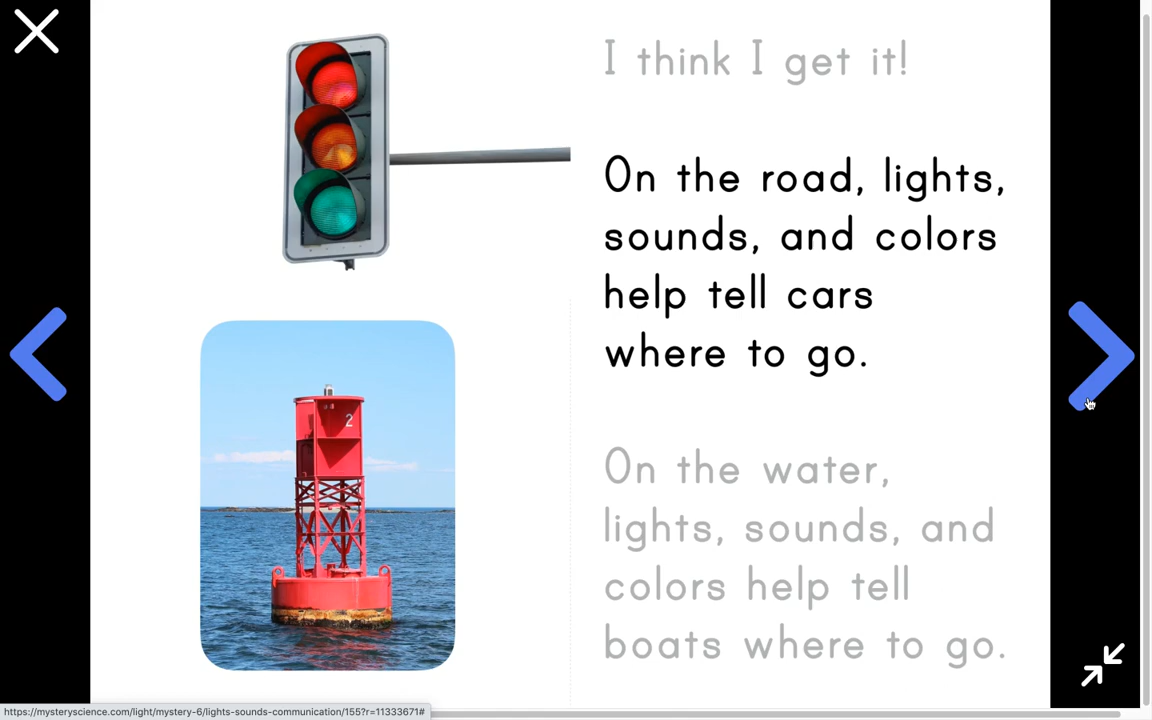 I think I get it!
On the road, lights,
sounds, and colors
help tell cars
where to go.
2
On the water,
lights, sounds, and
colors help tell
boats where to go.
https://mysteryscience.com/light/mystery-6/lights-sounds-communication/155?r=11333671#